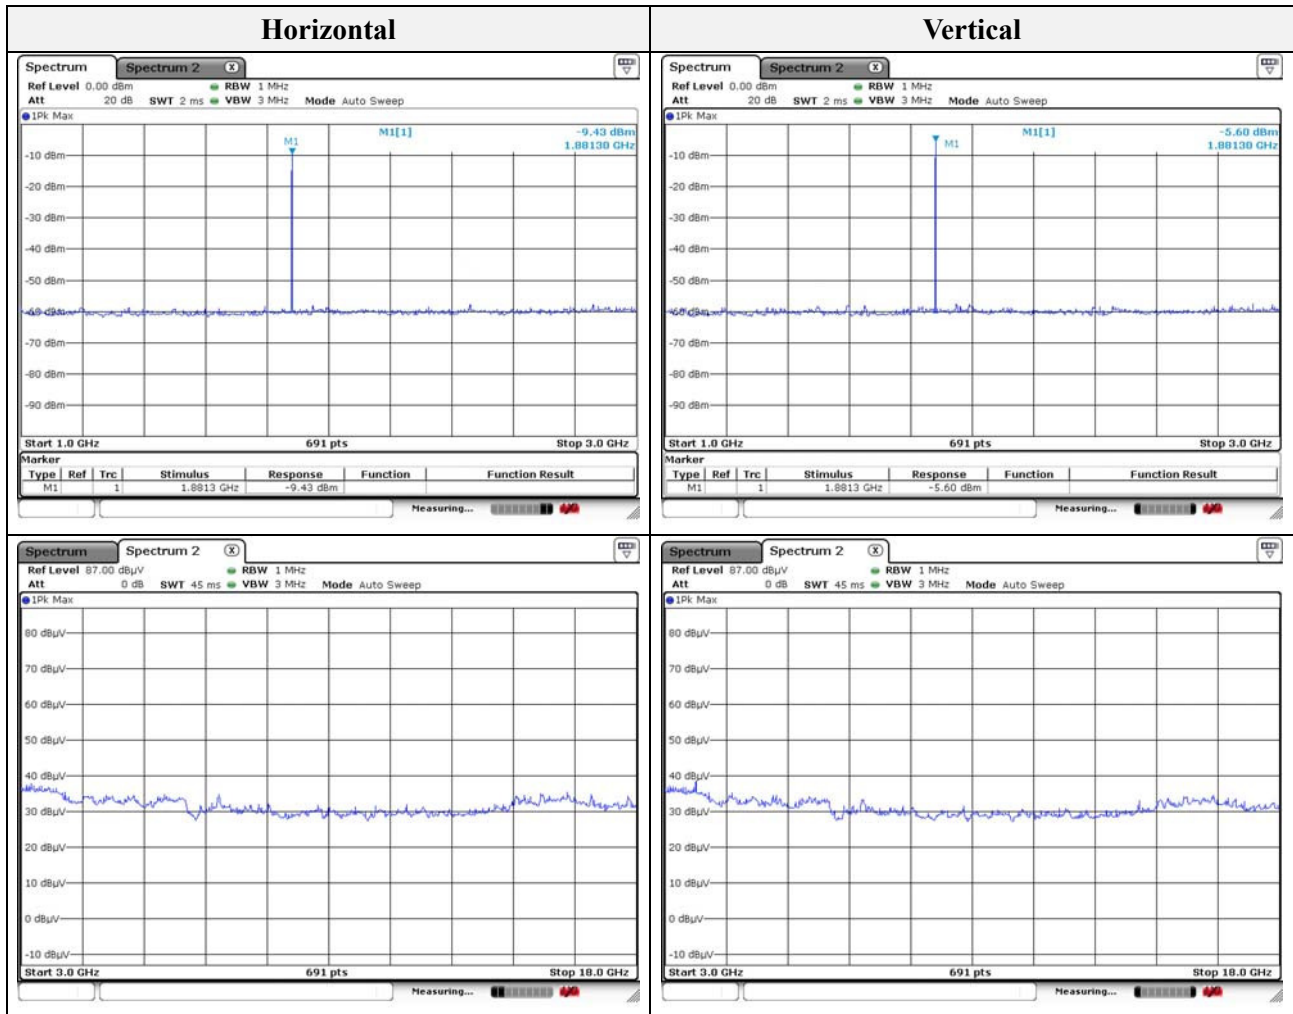 Horizontal
Vertical
Spectrum Spectrum 2 X
Ref Level 0.00 dBm RBW 1 MHz
Att 20 dB SWT 2 ms VBW 3 MHz Mode Auto Sweep
1Pk Max
M1[1] -9.43 dBm
1.88130 GHz
M1
-10 dBm
-20 dBm
-30 dBm
-40 dBm
-50 dBm
-60 dBm
-70 dBm
-80 dBm
-90 dBm
Start 1.0 GHz 691 pts Stop 3.0 GHz
Marker
Type Ref Trc Stimulus Response Function Function Result
M1 1 1.8813 GHz -9.43 dBm
Measuring...
Spectrum Spectrum 2 X
Ref Level 0.00 dBm RBW 1 MHz
Att 20 dB SWT 2 ms VBW 3 MHz Mode Auto Sweep
1Pk Max
M1[1] -5.60 dBm
1.88130 GHz
M1
-10 dBm
-20 dBm
-30 dBm
-40 dBm
-50 dBm
-60 dBm
-70 dBm
-80 dBm
-90 dBm
Start 1.0 GHz 691 pts Stop 3.0 GHz
Marker
Type Ref Trc Stimulus Response Function Function Result
M1 1 1.8813 GHz -5.60 dBm
Measuring...
Spectrum Spectrum 2 X
Ref Level 87.00 dBµV RBW 1 MHz
Att 0 dB SWT 45 ms VBW 3 MHz Mode Auto Sweep
1Pk Max
80 dBµV
70 dBµV
60 dBµV
50 dBµV
40 dBµV
30 dBµV
20 dBµV
10 dBµV
0 dBµV
-10 dBµV
Start 3.0 GHz 691 pts Stop 18.0 GHz
Measuring...
Spectrum Spectrum 2 X
Ref Level 87.00 dBµV RBW 1 MHz
Att 0 dB SWT 45 ms VBW 3 MHz Mode Auto Sweep
1Pk Max
80 dBµV
70 dBµV
60 dBµV
50 dBµV
40 dBµV
30 dBµV
20 dBµV
10 dBµV
0 dBµV
-10 dBµV
Start 3.0 GHz 691 pts Stop 18.0 GHz
Measuring...